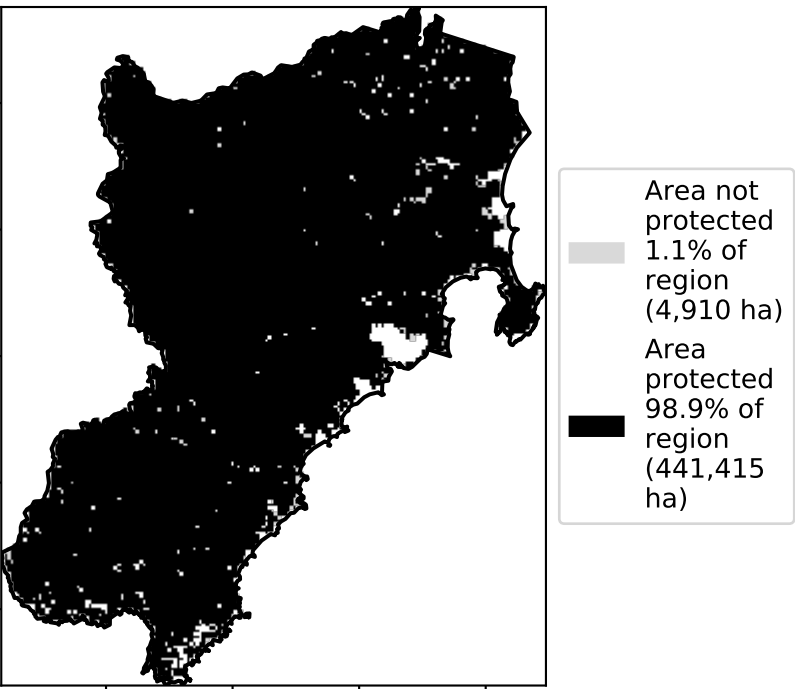 Area not
protected
1.1% of
region
(4,910 ha)
Area
protected
98.9% of
region
(441,415
ha)